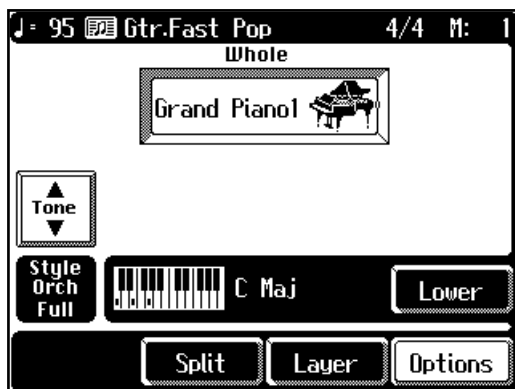 ♩= 95 Gtr.Fast Pop 4/4 M: 1
Whole
Grand Piano1
Tone
Style
Orch
Full
C Maj
Lower
Split Layer Options